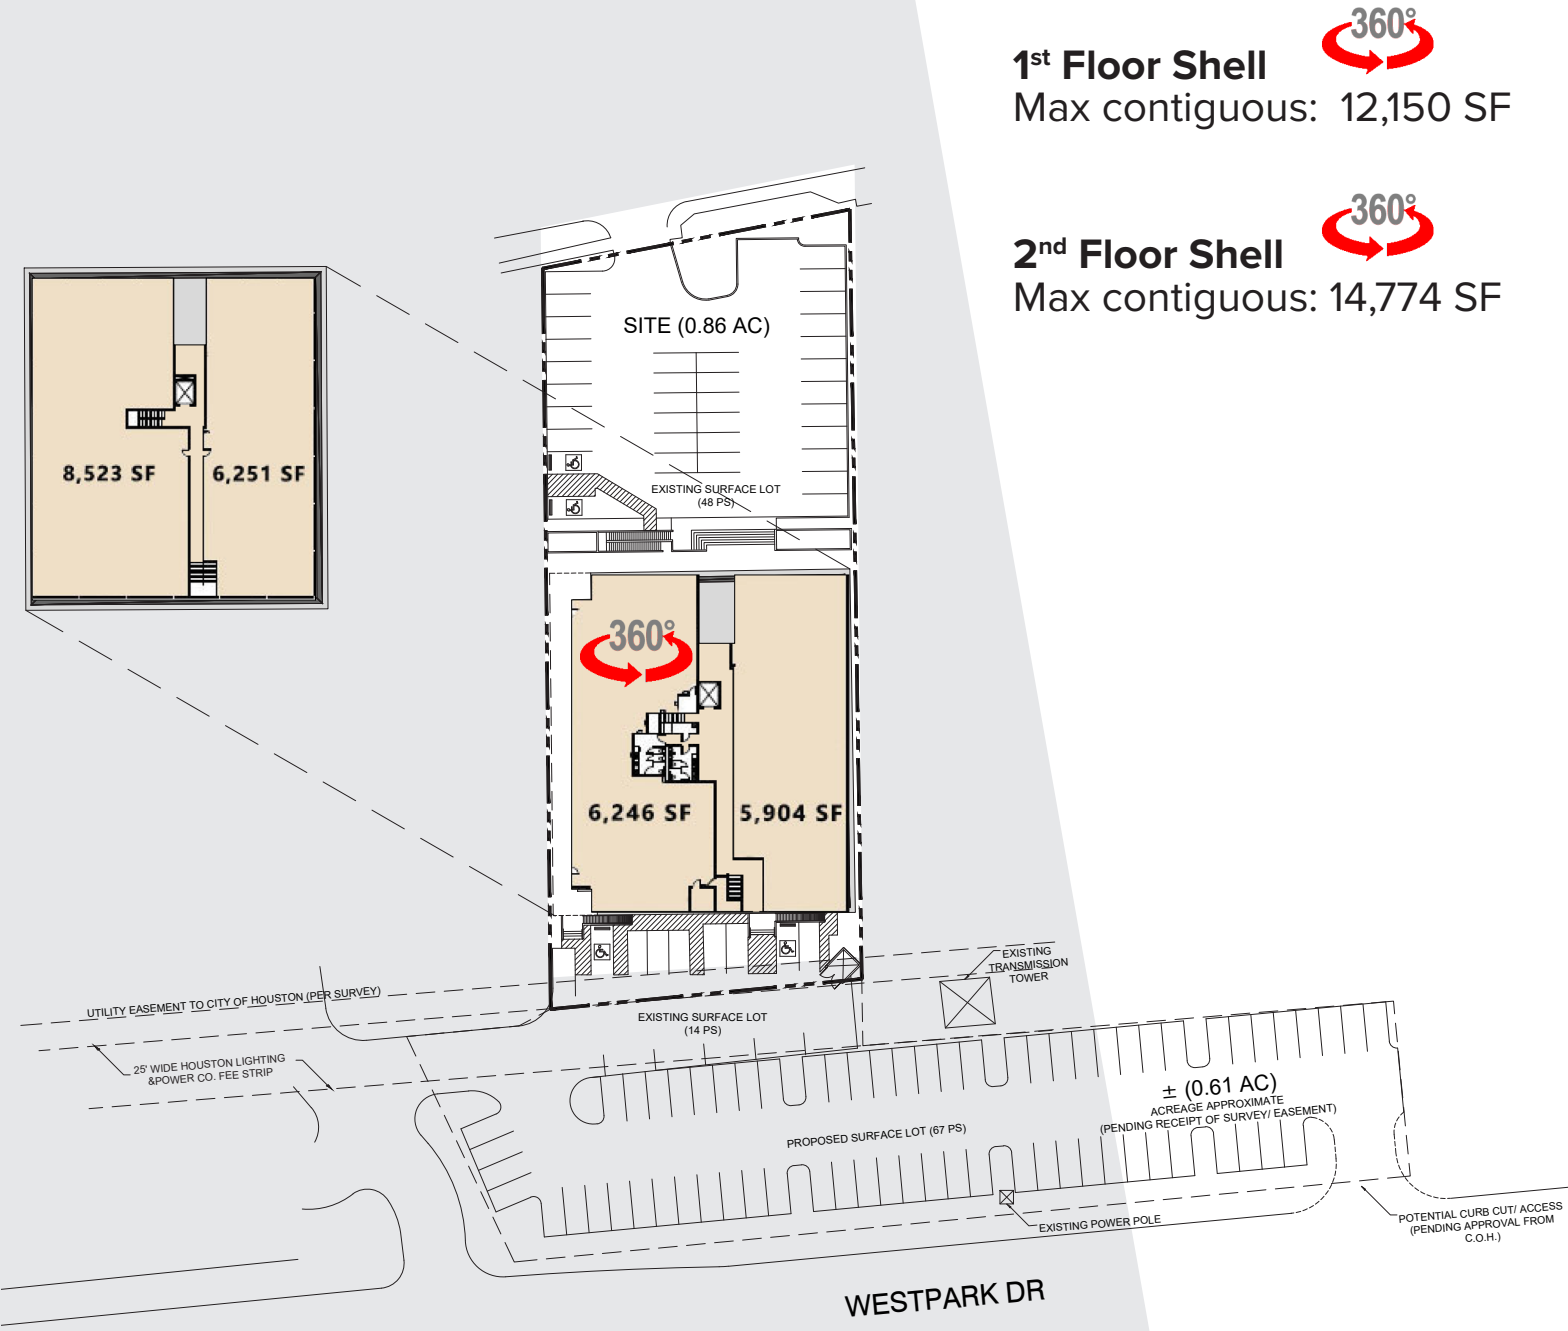 360°
1st Floor Shell
Max contiguous: 12,150 SF
360°
2nd Floor Shell
Max contiguous: 14,774 SF
SITE (0.86 AC)
8,523 SF
6,251 SF
EXISTING SURFACE LOT
(48 PS)
360°
6,246 SF
5,904 SF
EXISTING
TRANSMISSION
TOWER
UTILITY EASEMENT TO CITY OF HOUSTON (PER SURVEY)
EXISTING SURFACE LOT
(14 PS)
25' WIDE HOUSTON LIGHTING
&POWER CO. FEE STRIP
± (0.61 AC)
ACREAGE APPROXIMATE
(PENDING RECEIPT OF SURVEY/ EASEMENT)
PROPOSED SURFACE LOT (67 PS)
EXISTING POWER POLE
POTENTIAL CURB CUT/ ACCESS
(PENDING APPROVAL FROM
C.O.H.)
WESTPARK DR